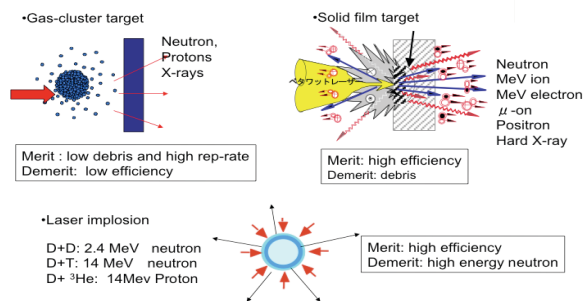 •Gas-cluster target
Neutron,
Protons
X-rays
Merit : low debris and high rep-rate
Demerit: low efficiency
•Solid film target
ペタワットレーザー
Neutron
MeV ion
MeV electron
μ-on
Positron
Hard X-ray
Merit: high efficiency
Demerit: debris
•Laser implosion
D+D: 2.4 MeV neutron
D+T: 14 MeV neutron
D+ ³He: 14Mev Proton
Merit: high efficiency
Demerit: high energy neutron